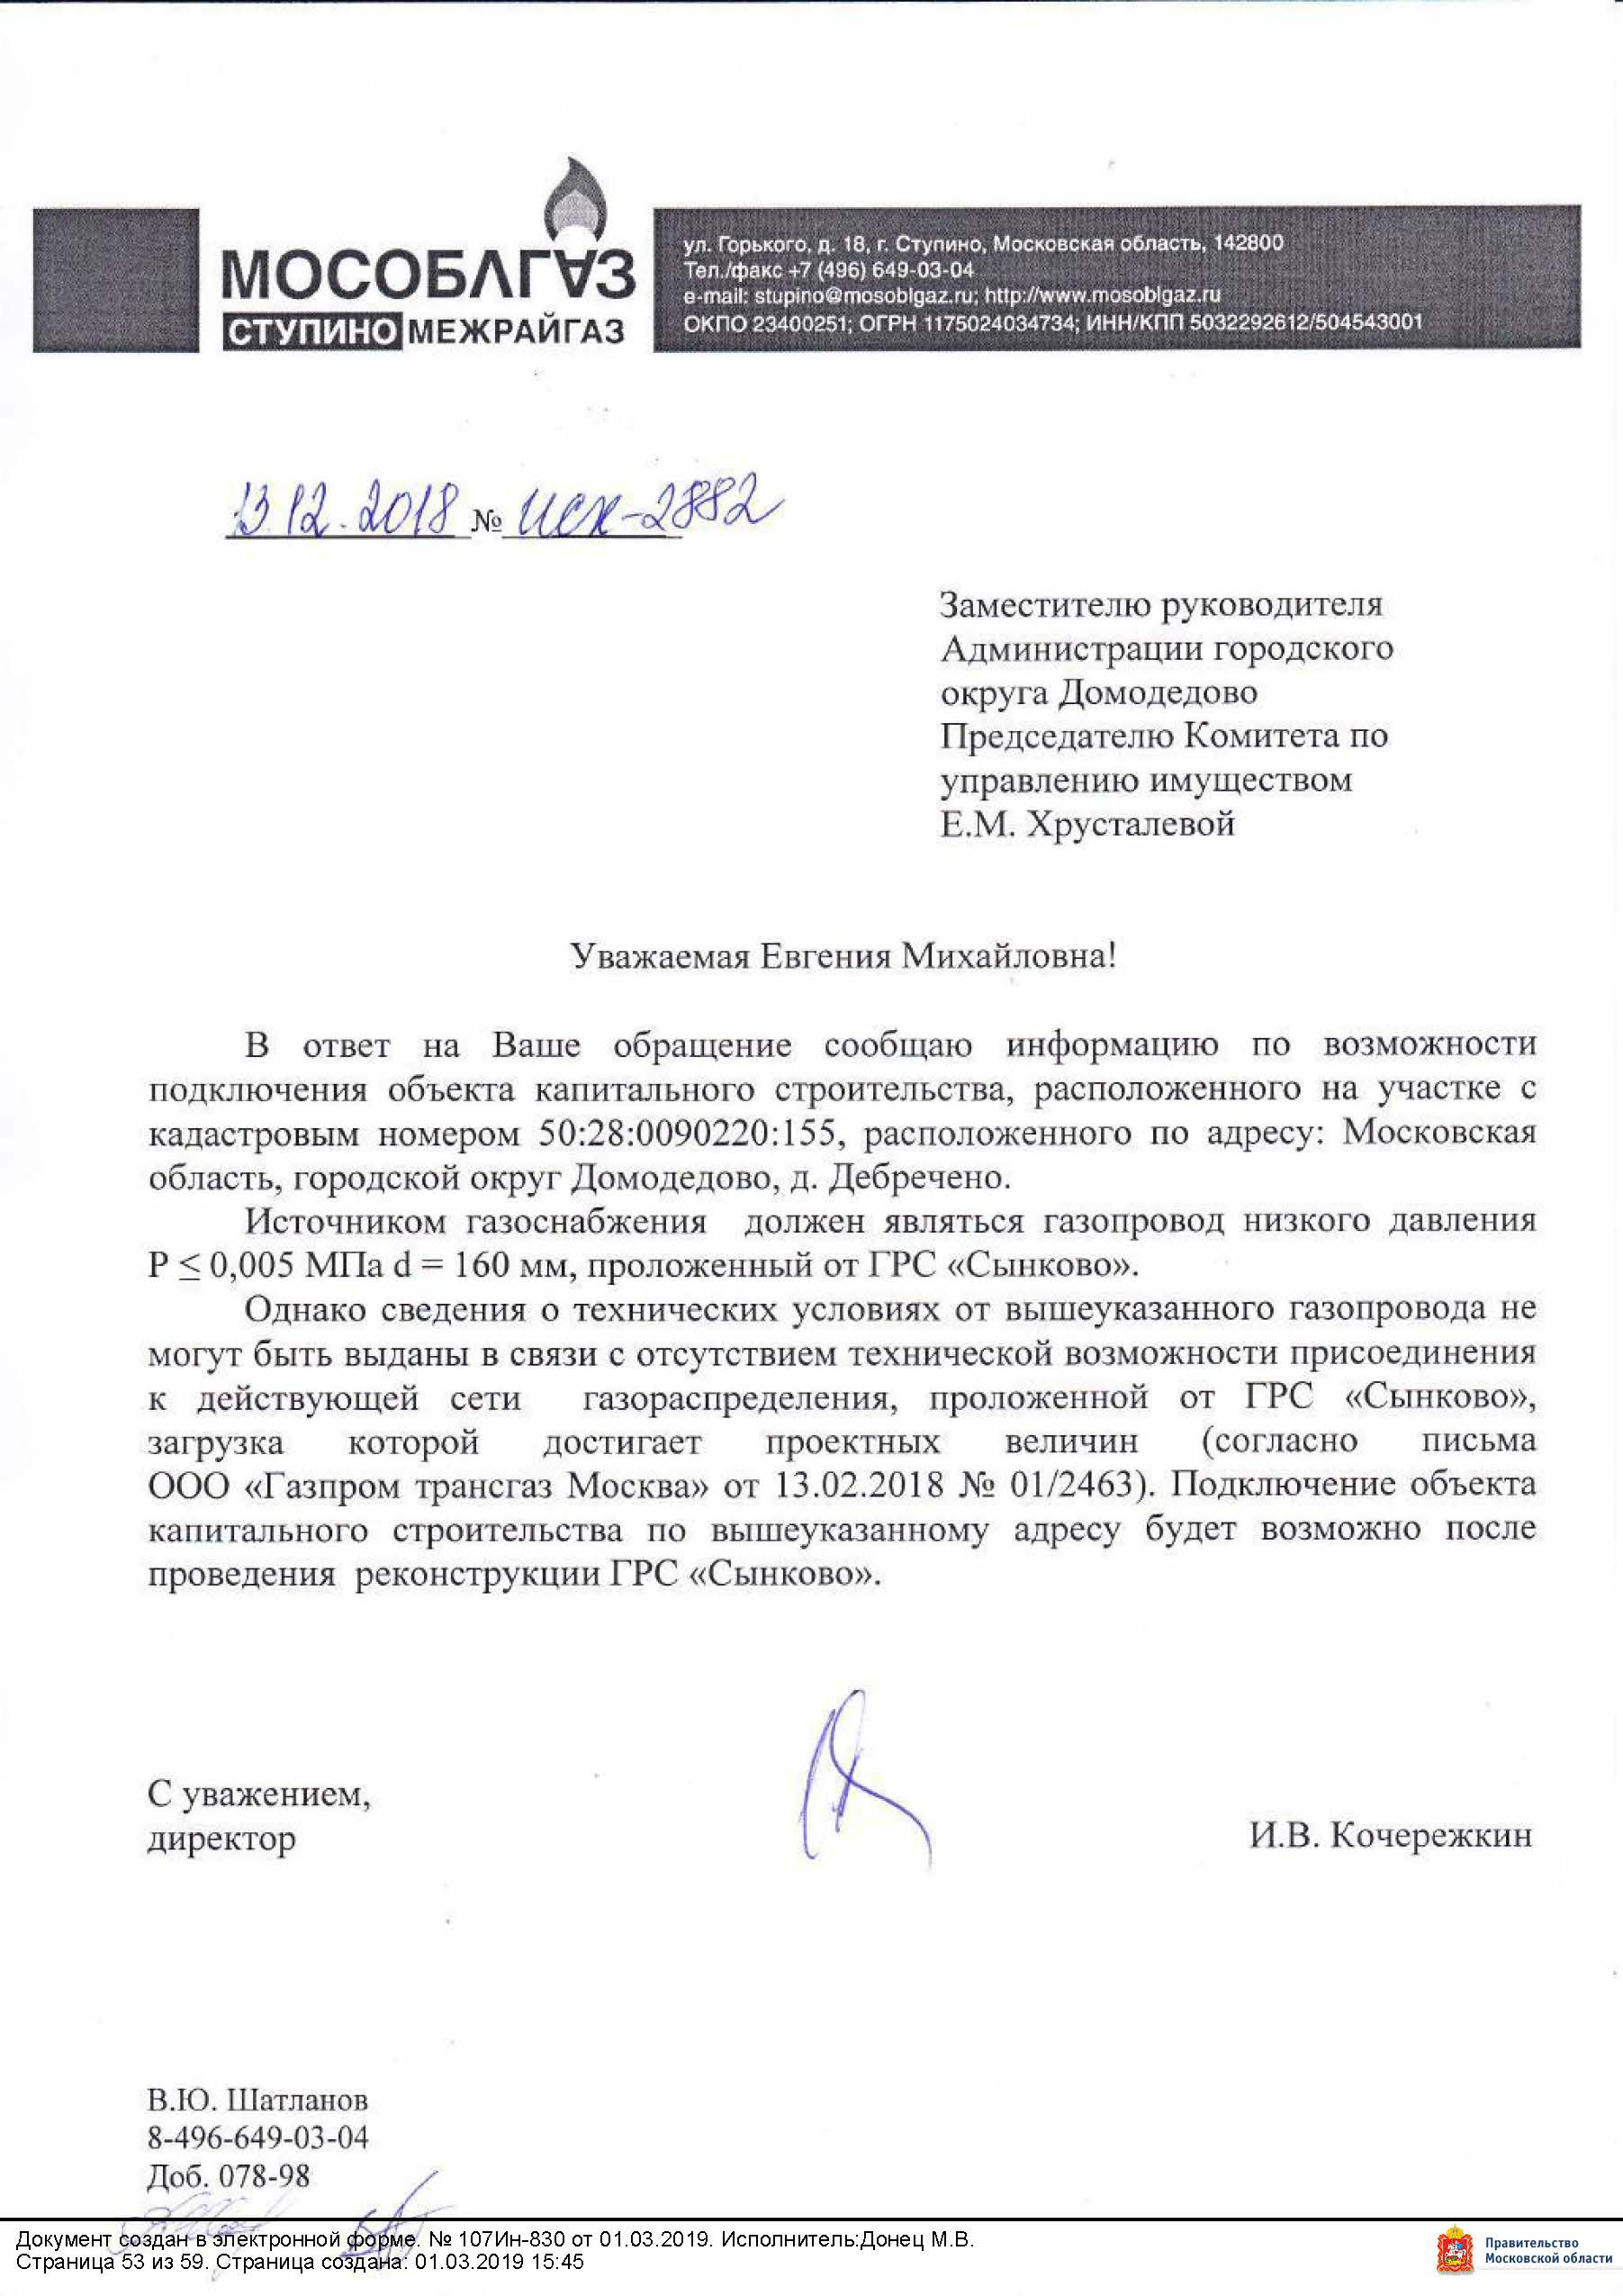 МОСОБЛГАЗ
СТУПИНО МЕЖРАЙГАЗ
ул. Горького, д. 18, г. Ступино, Московская область, 142800
Тел./факс +7 (496) 649-03-04
e-mail: stupino@mosoblgaz.ru; http://www.mosoblgaz.ru
ОКПО 23400251; ОГРН 1175024034734; ИНН/КПП 5032292612/504543001
13.12.2018 № исх-2882
Заместителю руководителя
Администрации городского
округа Домодедово
Председателю Комитета по
управлению имуществом
Е.М. Хрусталевой
Уважаемая Евгения Михайловна!
В ответ на Ваше обращение сообщаю информацию по возможности
подключения объекта капитального строительства, расположенного на участке с
кадастровым номером 50:28:0090220:155, расположенного по адресу: Московская
область, городской округ Домодедово, д. Дебречено.
Источником газоснабжения должен являться газопровод низкого давления
P ≤ 0,005 МПа d = 160 мм, проложенный от ГРС «Сынково».
Однако сведения о технических условиях от вышеуказанного газопровода не
могут быть выданы в связи с отсутствием технической возможности присоединения
к действующей сети газораспределения, проложенной от ГРС «Сынково»,
загрузка которой достигает проектных величин (согласно письма
ООО «Газпром трансгаз Москва» от 13.02.2018 № 01/2463). Подключение объекта
капитального строительства по вышеуказанному адресу будет возможно после
проведения реконструкции ГРС «Сынково».
С уважением,
директор
И.В. Кочережкин
В.Ю. Шатланов
8-496-649-03-04
Доб. 078-98
Документ создан в электронной форме. № 107Ин-830 от 01.03.2019. Исполнитель:Донец М.В.
Страница 53 из 59. Страница создана: 01.03.2019 15:45
Правительство
Московской области